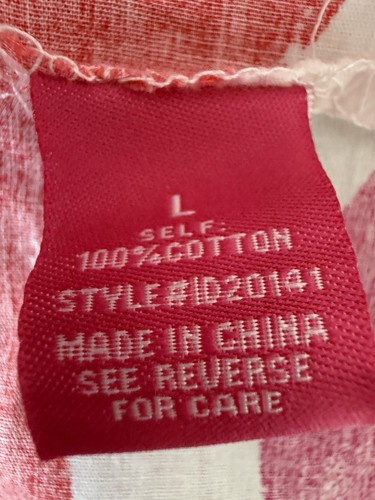 L
SELF:
100%COTTON
STYLE#ID20141
MADE IN CHINA
SEE REVERSE
FOR CARE